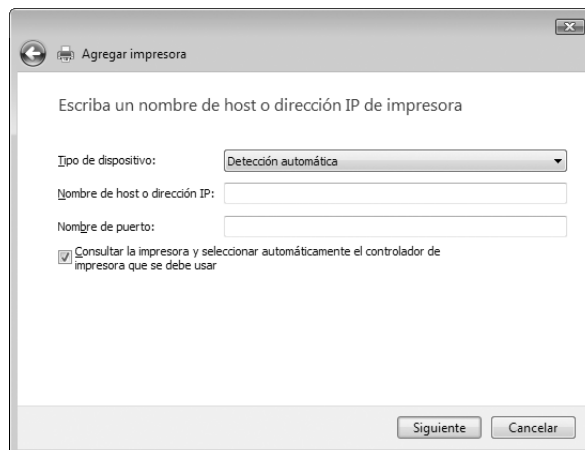 Agregar impresora
Escriba un nombre de host o dirección IP de impresora
Tipo de dispositivo:
Detección automática
Nombre de host o dirección IP:
Nombre de puerto:
Consultar la impresora y seleccionar automáticamente el controlador de
impresora que se debe usar
Siguiente
Cancelar